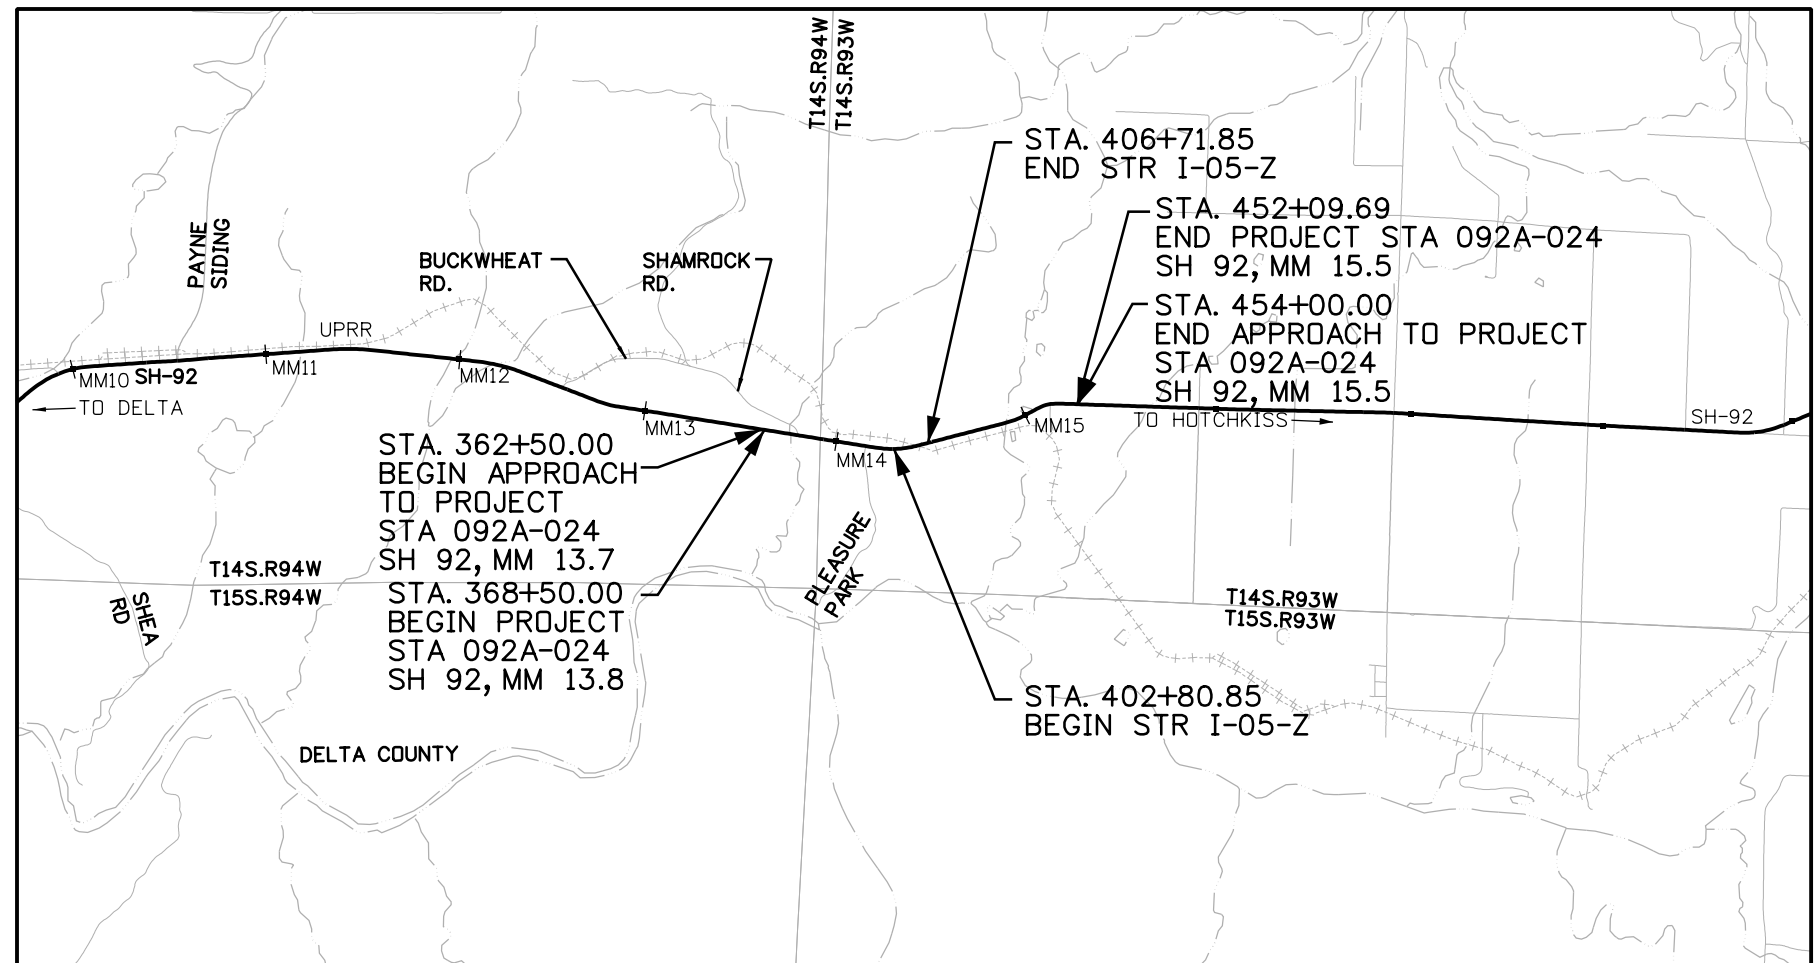 T14S.R94W
T14S.R93W
STA. 406+71.85
END STR I-05-Z
STA. 452+09.69
END PROJECT STA 092A-024
SH 92, MM 15.5
STA. 454+00.00
END APPROACH TO PROJECT
STA 092A-024
SH 92, MM 15.5
PAYNE
SIDING
BUCKWHEAT
RD.
SHAMROCK
RD.
UPRR
MM10
SH-92
MM11
MM12
TO DELTA
MM13
MM14
MM15
TO HOTCHKISS
SH-92
STA. 362+50.00
BEGIN APPROACH
TO PROJECT
STA 092A-024
SH 92, MM 13.7
STA. 368+50.00
BEGIN PROJECT
STA 092A-024
SH 92, MM 13.8
PLEASURE
PARK
T14S.R94W
T15S.R94W
SHEA
RD
T14S.R93W
T15S.R93W
STA. 402+80.85
BEGIN STR I-05-Z
DELTA COUNTY